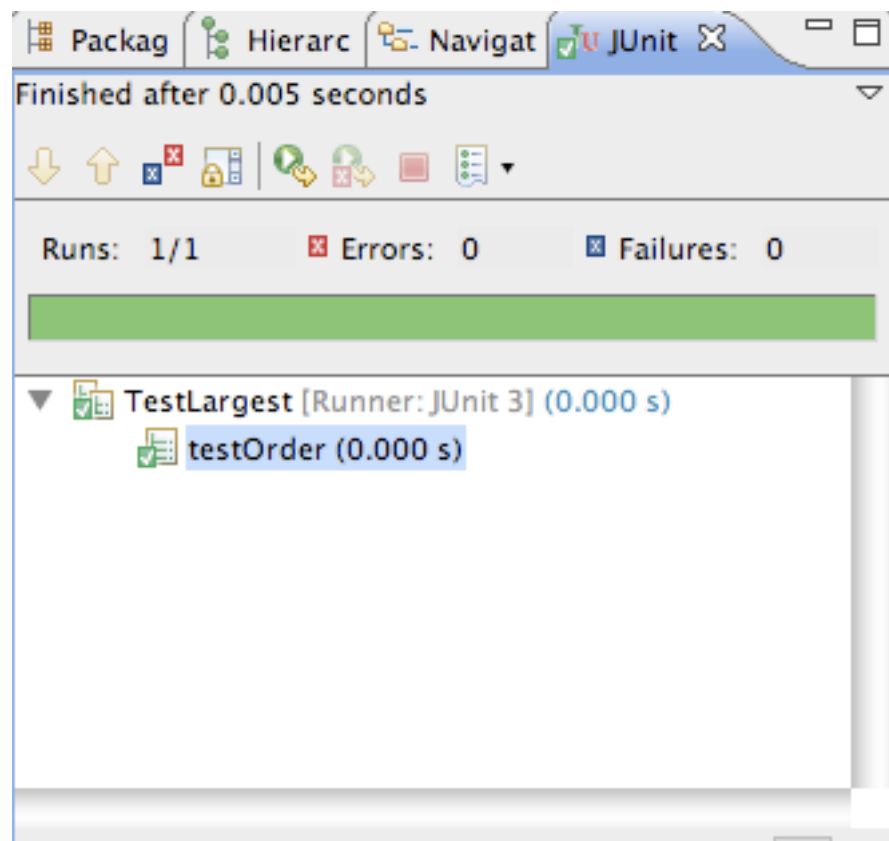 Packag Hierarc Navigat JUnit
Finished after 0.005 seconds
Runs: 1/1 Errors: 0 Failures: 0
TestLargest [Runner: JUnit 3] (0.000 s)
testOrder (0.000 s)